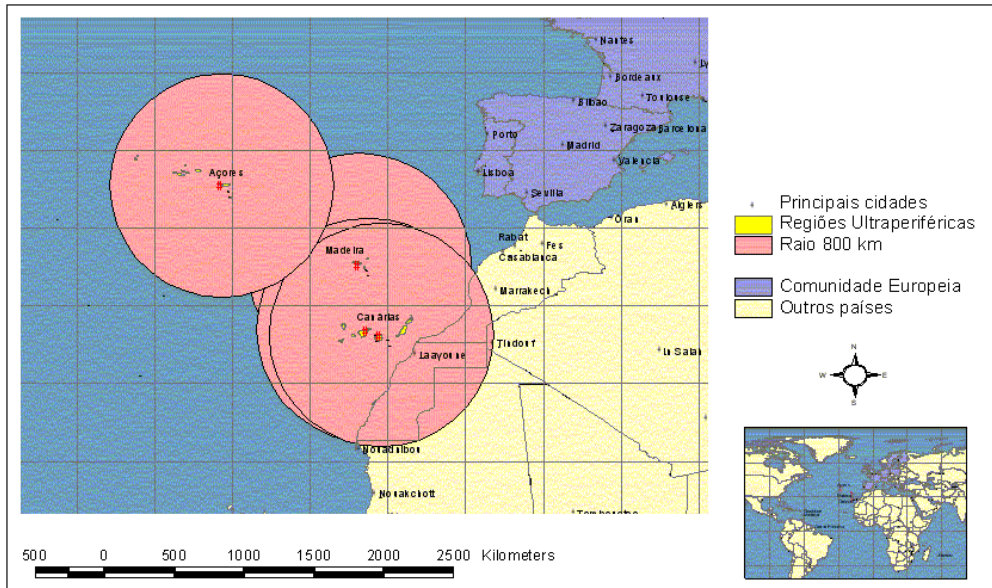 Nantes
Ly
Bordeaux
Toulouse
Bilbao
Zaragoza
Barcelona
Porto
Madrid
Valencia
Lisboa
Sevilla
Açores
Algiers
Oran
Rabat
Fes
Casablanca
Madeira
Marrakech
Canárias
Tindouf
Laayoune
In Salah
Nouadhibou
Nouakchott
Principais cidades
Regiões Ultraperiféricas
Raio 800 km
Comunidade Europeia
Outros países
N
W
E
S
500 0 500 1000 1500 2000 2500 Kilometers